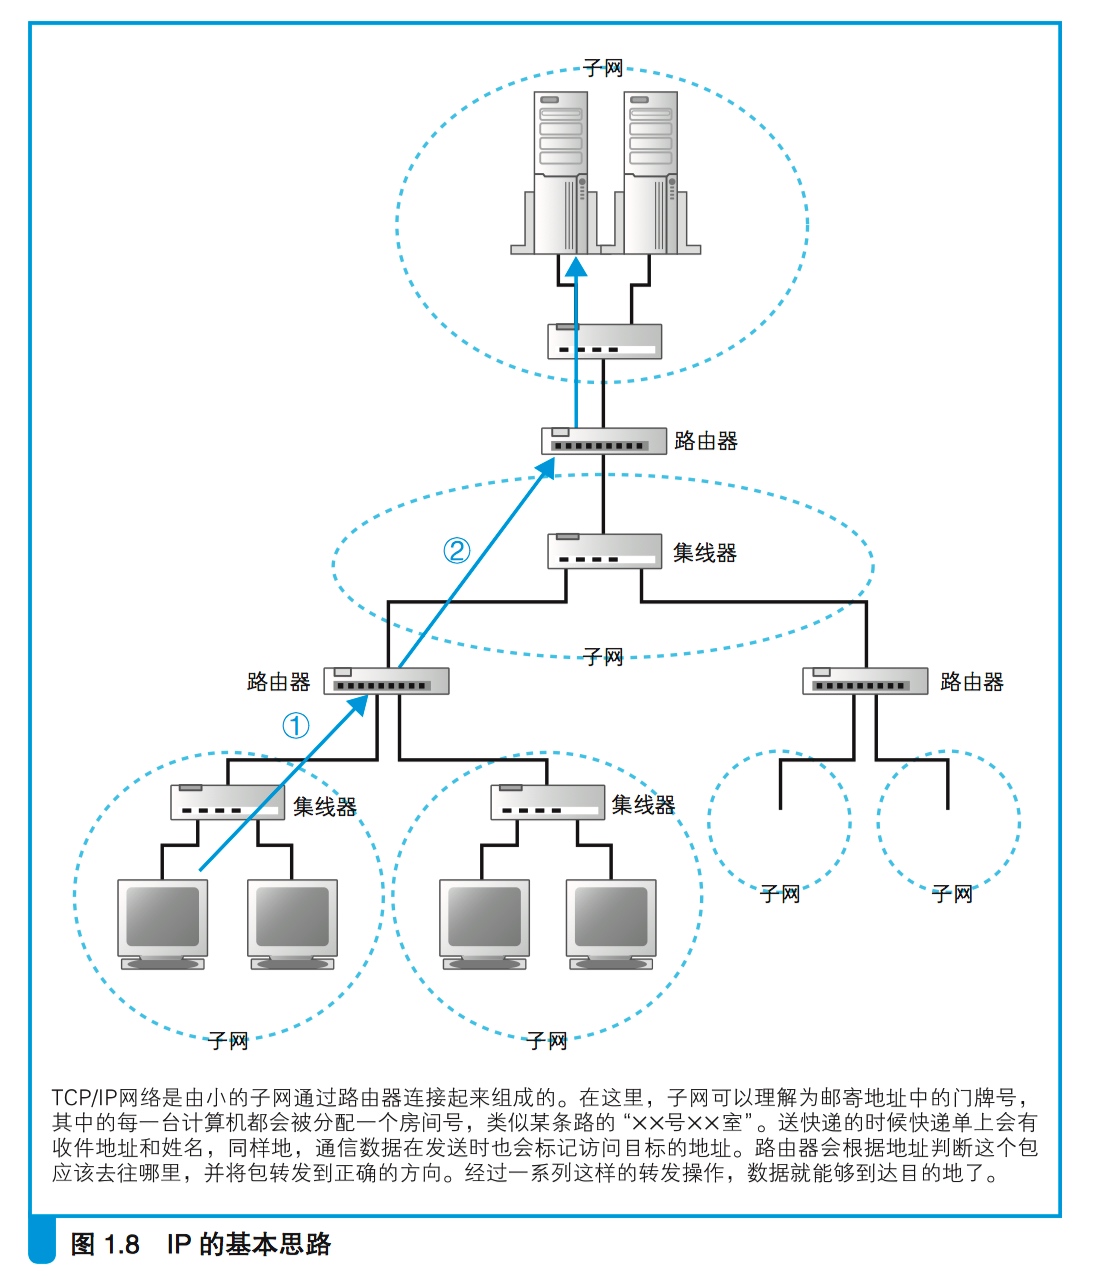 子网
路由器
②
集线器
子网
路由器
路由器
①
集线器
集线器
子网
子网
子网
子网
TCP/IP网络是由小的子网通过路由器连接起来组成的。在这里，子网可以理解为邮寄地址中的门牌号，
其中的每一台计算机都会被分配一个房间号，类似某条路的“××号××室”。送快递的时候快递单上会有
收件地址和姓名，同样地，通信数据在发送时也会标记访问目标的地址。路由器会根据地址判断这个包
应该去往哪里，并将包转发到正确的方向。经过一系列这样的转发操作，数据就能够到达目的地了。
图 1.8 IP 的基本思路